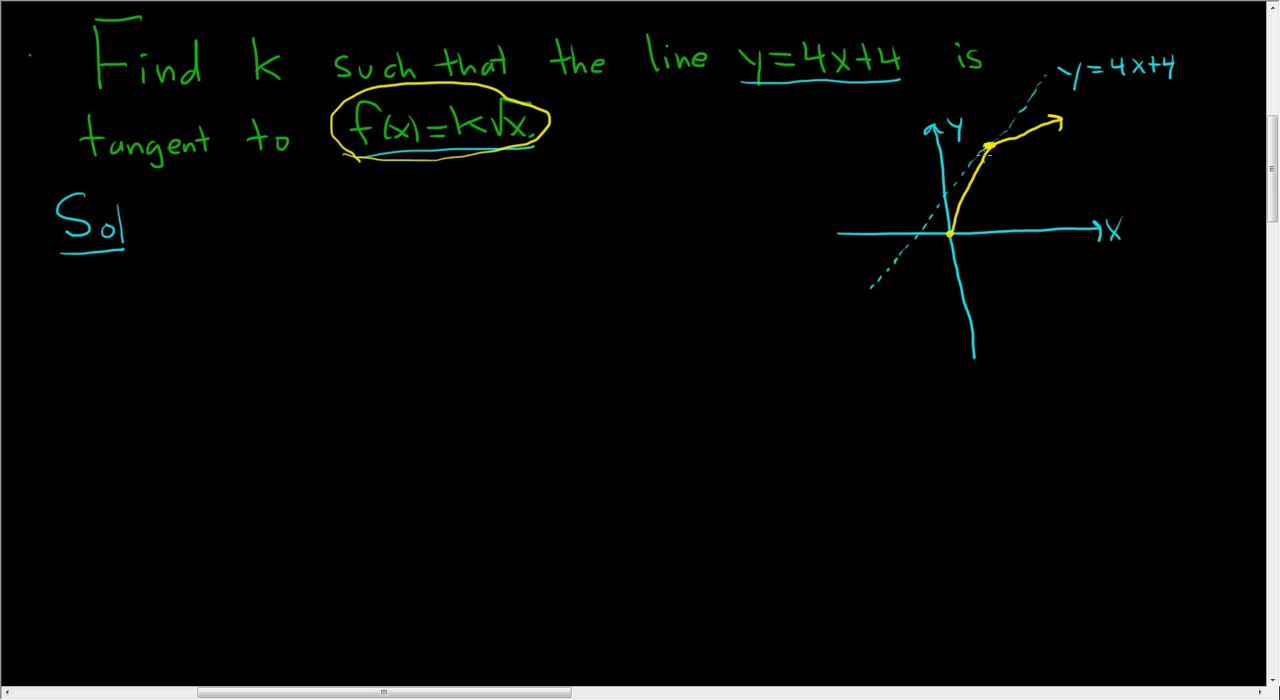 Find k such that the line y=4x+4 is
tangent to f(x)=k√x.
Sol
y=4x+4
y
x